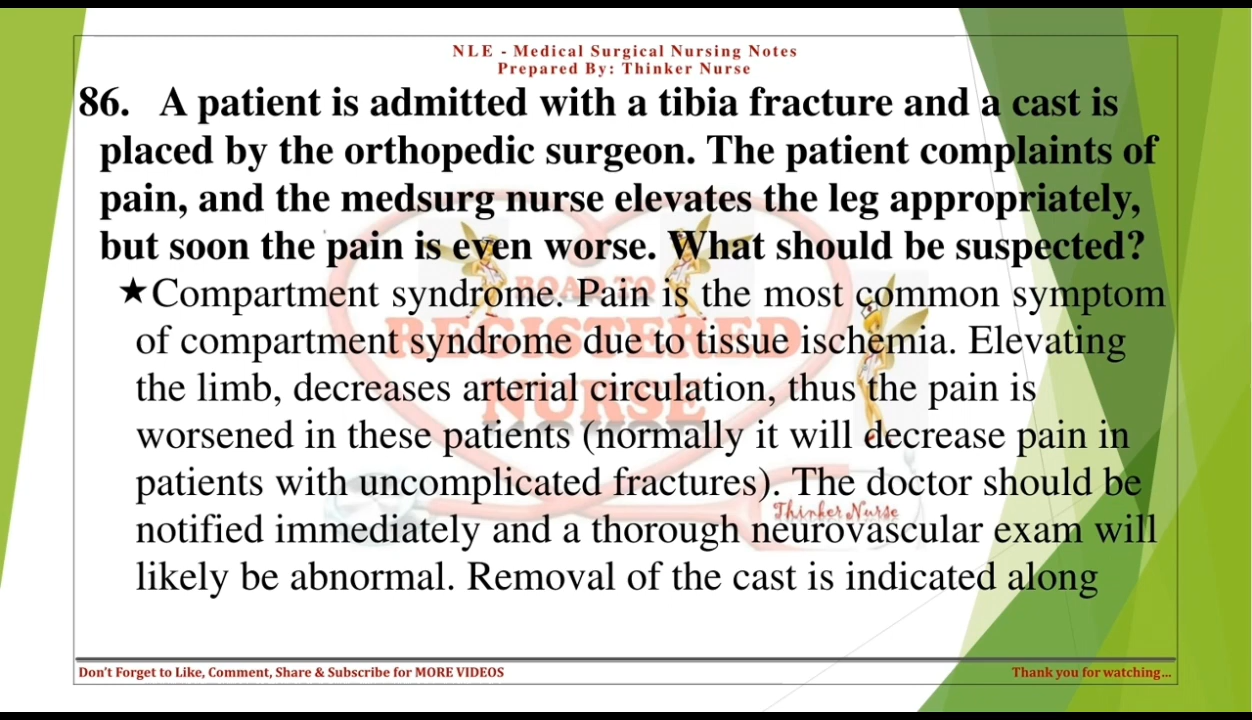 NLE - Medical Surgical Nursing Notes
Prepared By: Thinker Nurse
86. A patient is admitted with a tibia fracture and a cast is
placed by the orthopedic surgeon. The patient complaints of
pain, and the medsurg nurse elevates the leg appropriately,
but soon the pain is even worse. What should be suspected?
★Compartment syndrome. Pain is the most common symptom
of compartment syndrome due to tissue ischemia. Elevating
the limb, decreases arterial circulation, thus the pain is
worsened in these patients (normally it will decrease pain in
patients with uncomplicated fractures). The doctor should be
notified immediately and a thorough neurovascular exam will
likely be abnormal. Removal of the cast is indicated along
ROAD TO
REGISTERED
NURSE
Thinker Nurse
Don't Forget to Like, Comment, Share & Subscribe for MORE VIDEOS
Thank you for watching...